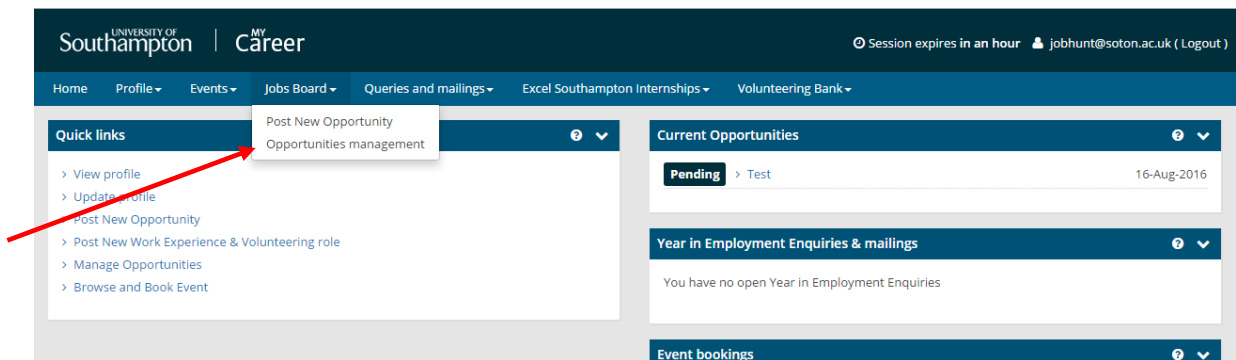 UNIVERSITY OF
Southampton | MY Career
Session expires in an hour jobhunt@soton.ac.uk ( Logout )
Home Profile Events Jobs Board Queries and mailings Excel Southampton Internships Volunteering Bank
Post New Opportunity
Opportunities management
Quick links
> View profile
> Update profile
> Post New Opportunity
> Post New Work Experience & Volunteering role
> Manage Opportunities
> Browse and Book Event
Current Opportunities
Pending > Test 16-Aug-2016
Year in Employment Enquiries & mailings
You have no open Year in Employment Enquiries
Event bookings